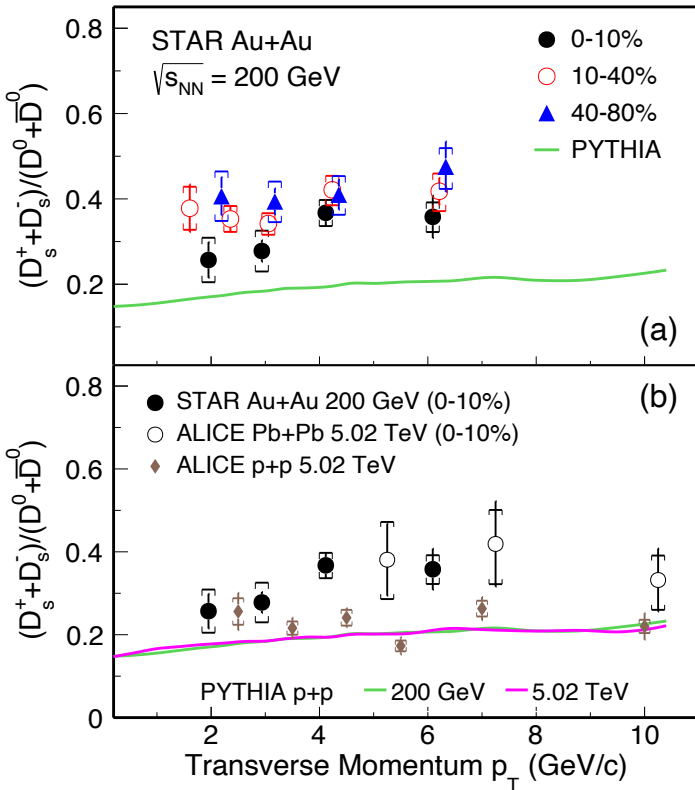 STAR Au+Au
√s_NN = 200 GeV
0-10%
10-40%
40-80%
PYTHIA
(D_s^+ + D_s^-)/(D^0 + D̅^0)
0.8
0.6
0.4
0.2
(a)
(b)
STAR Au+Au 200 GeV (0-10%)
ALICE Pb+Pb 5.02 TeV (0-10%)
ALICE p+p 5.02 TeV
(D_s^+ + D_s^-)/(D^0 + D̅^0)
0.8
0.6
0.4
0.2
0
PYTHIA p+p 200 GeV 5.02 TeV
2 4 6 8 10
Transverse Momentum p_T (GeV/c)